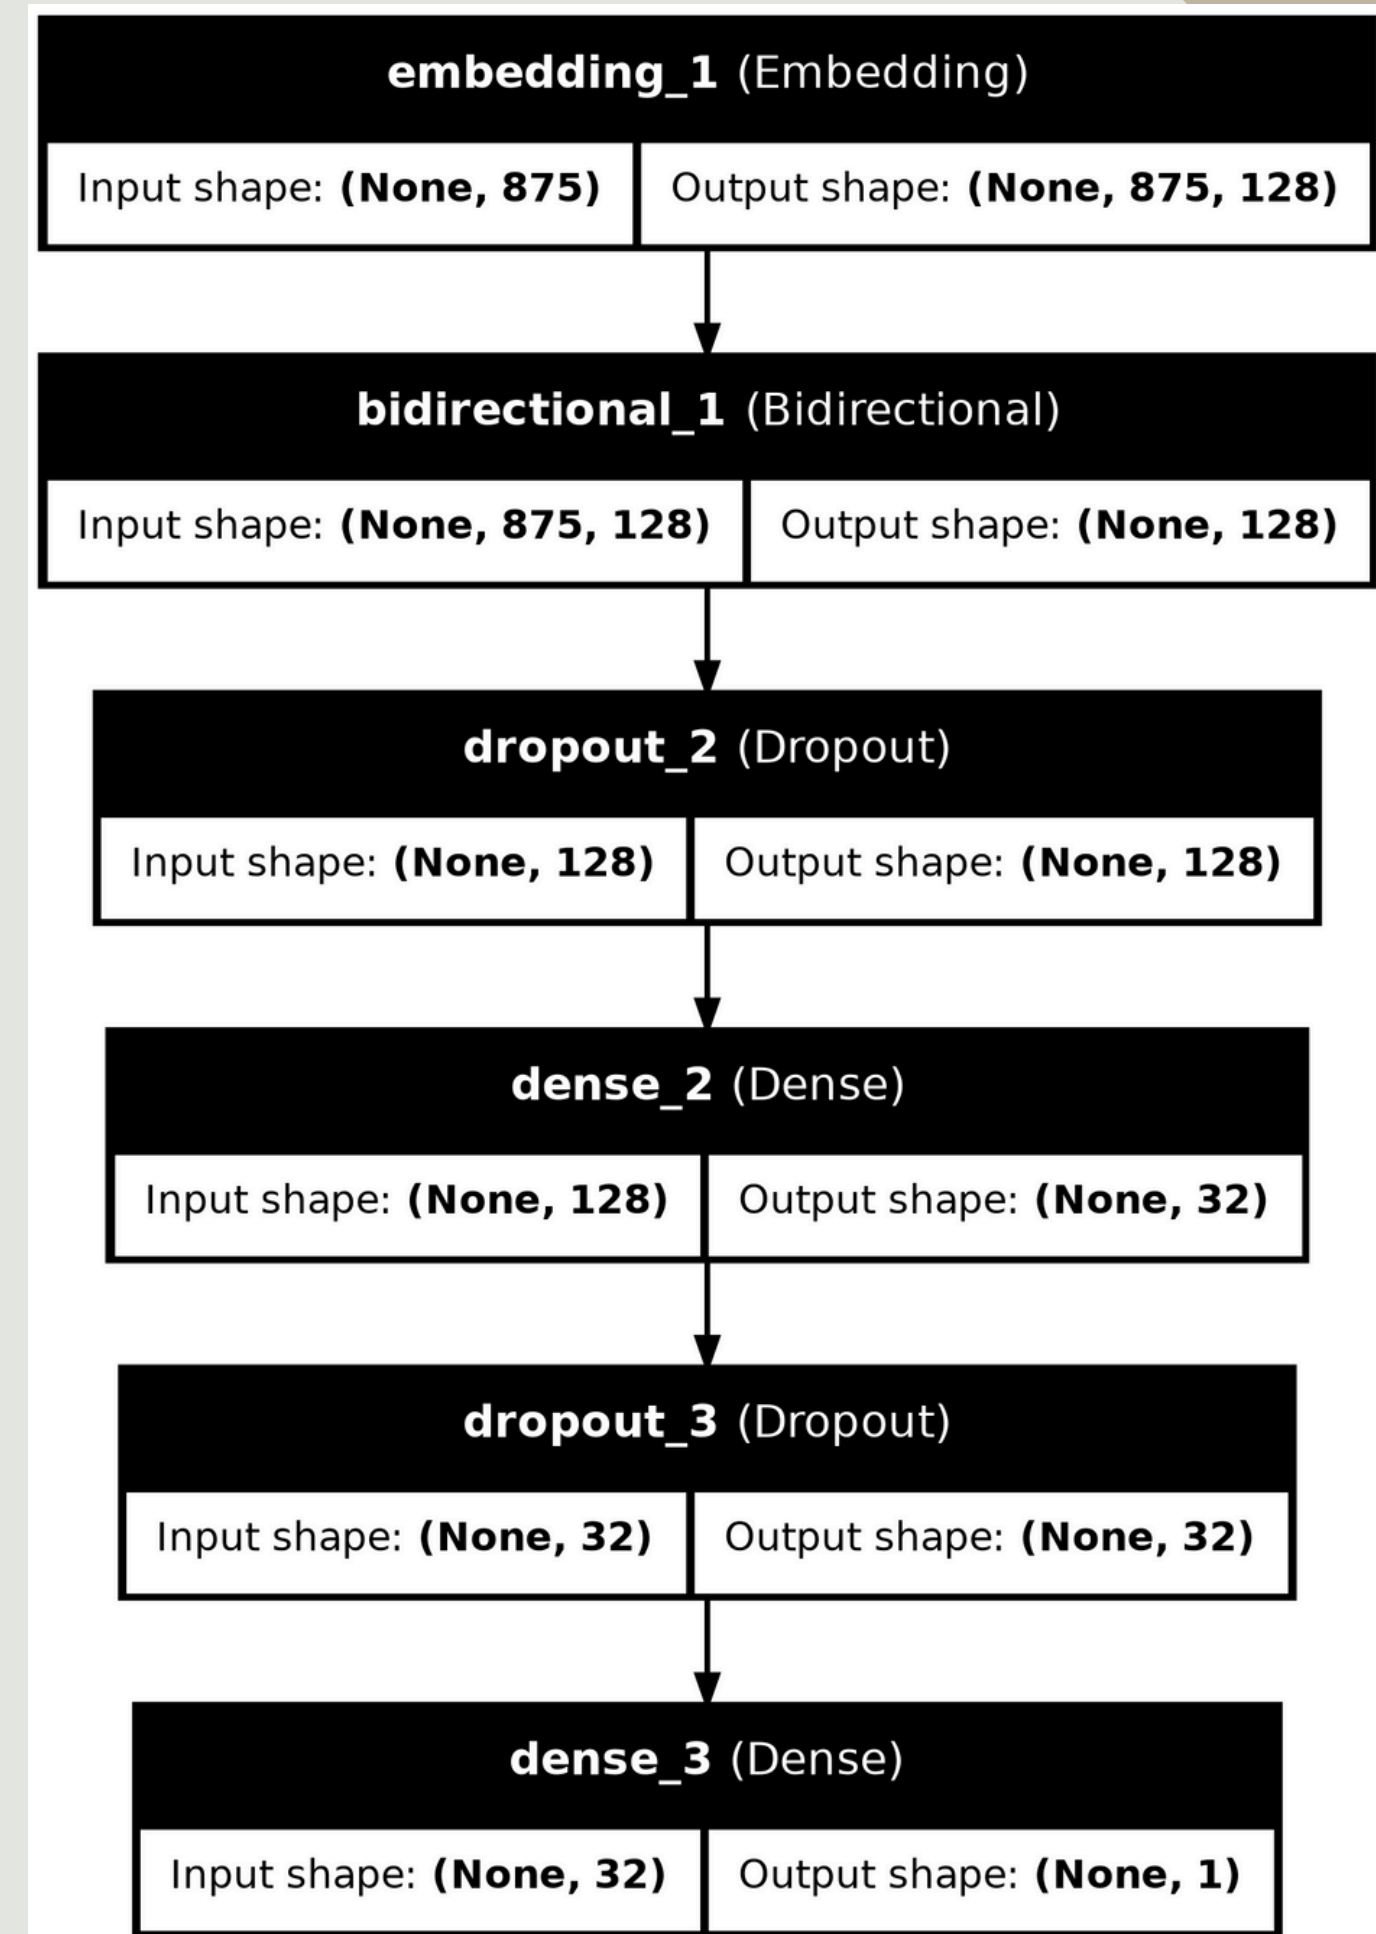 embedding_1 (Embedding)
Input shape: (None, 875) Output shape: (None, 875, 128)
bidirectional_1 (Bidirectional)
Input shape: (None, 875, 128) Output shape: (None, 128)
dropout_2 (Dropout)
Input shape: (None, 128) Output shape: (None, 128)
dense_2 (Dense)
Input shape: (None, 128) Output shape: (None, 32)
dropout_3 (Dropout)
Input shape: (None, 32) Output shape: (None, 32)
dense_3 (Dense)
Input shape: (None, 32) Output shape: (None, 1)